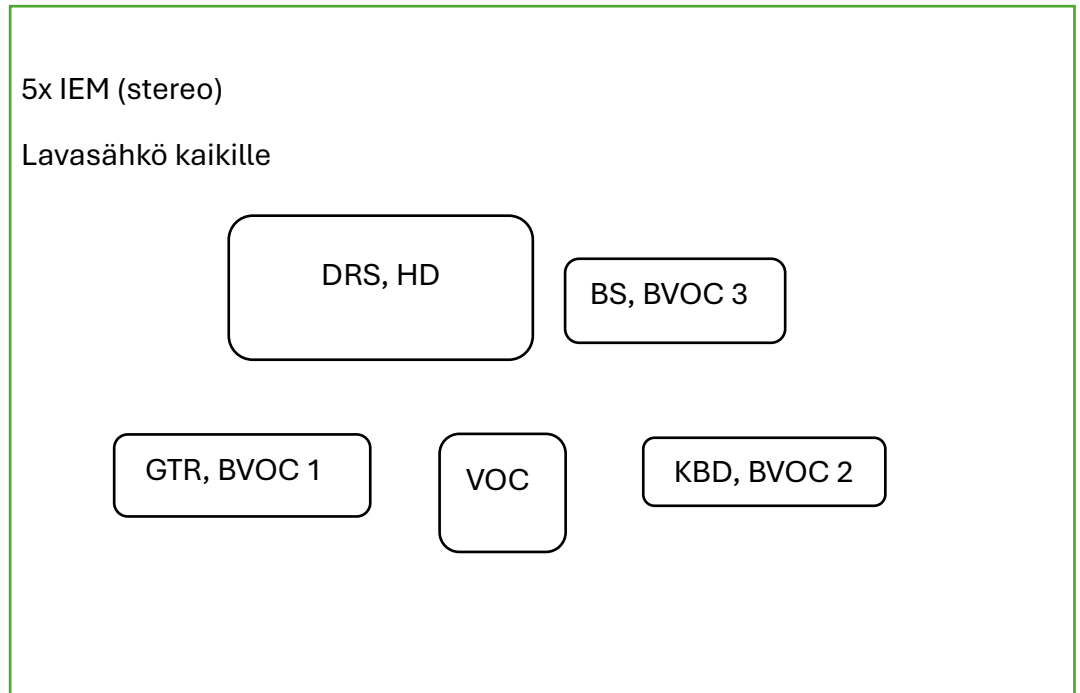 5x IEM (stereo)
Lavasähkö kaikille
DRS, HD
BS, BVOC 3
GTR, BVOC 1
VOC
KBD, BVOC 2